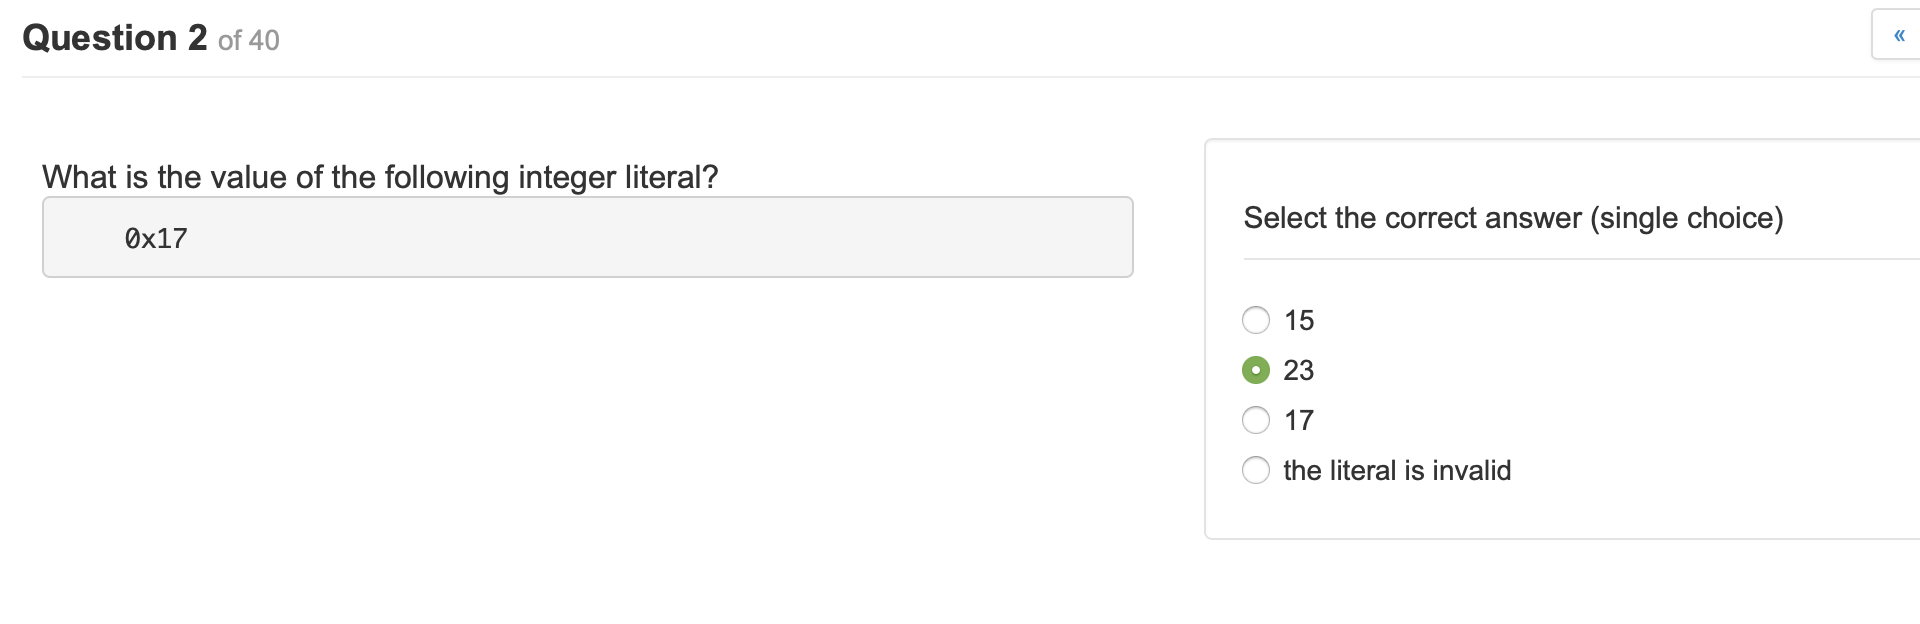 Question 2 of 40
«
What is the value of the following integer literal?
0x17
Select the correct answer (single choice)
15
23
17
the literal is invalid